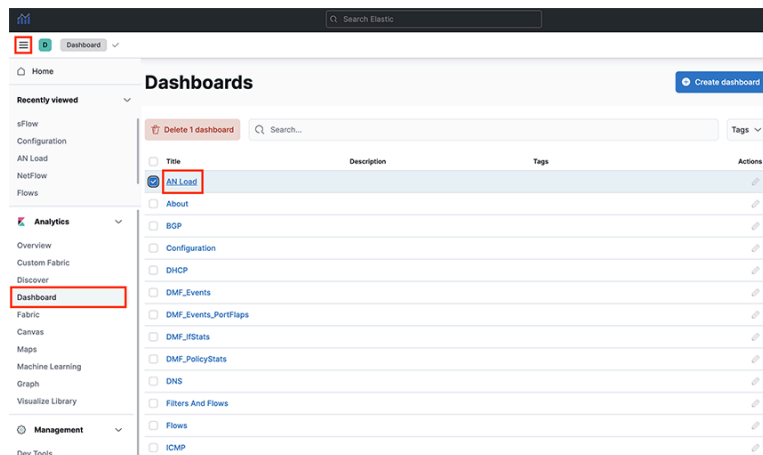 Search Elastic
D Dashboard
Home
Recently viewed
sFlow
Configuration
AN Load
NetFlow
Flows
Analytics
Overview
Custom Fabric
Discover
Dashboard
Fabric
Canvas
Maps
Machine Learning
Graph
Visualize Library
Management
Dev Tools
Dashboards
Create dashboard
Delete 1 dashboard
Search...
Tags
Title Description Tags Actions
AN Load
About
BGP
Configuration
DHCP
DMF_Events
DMF_Events_PortFlaps
DMF_IfStats
DMF_PolicyStats
DNS
Filters And Flows
Flows
ICMP